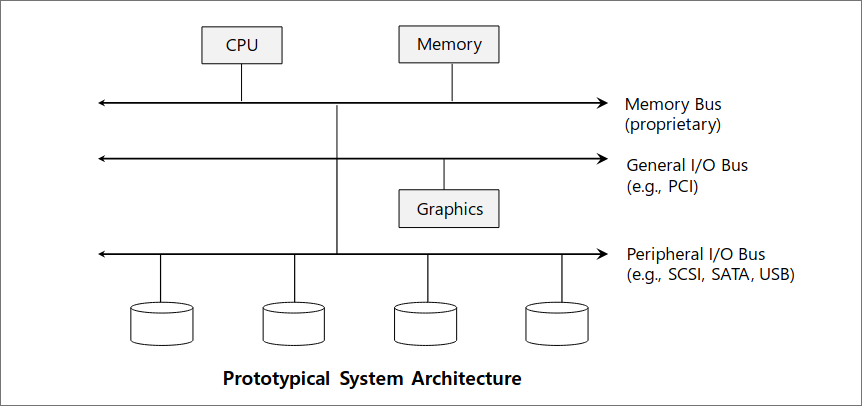 CPU
Memory
Memory Bus
(proprietary)
General I/O Bus
(e.g., PCI)
Graphics
Peripheral I/O Bus
(e.g., SCSI, SATA, USB)
Prototypical System Architecture